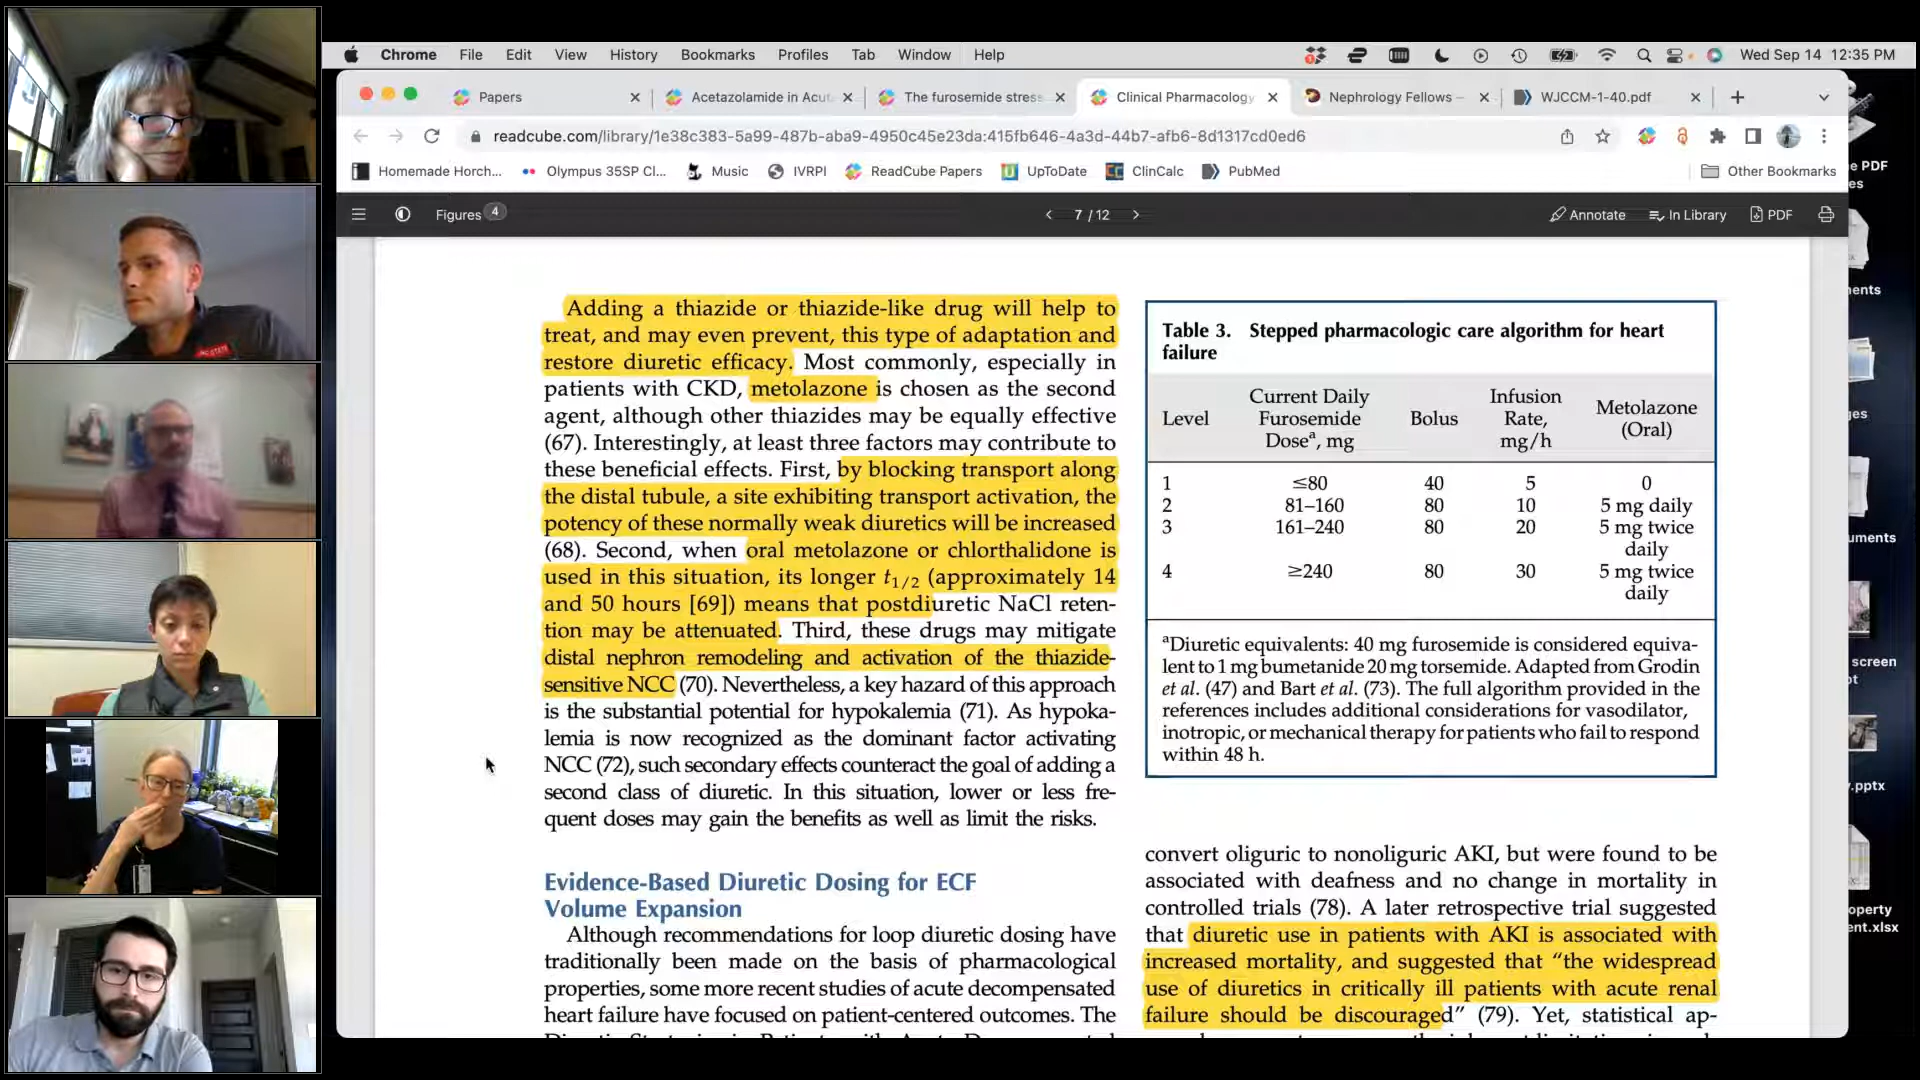 Chrome File Edit View History Bookmarks Profiles Tab Window Help
Wed Sep 14 12:35 PM
Papers
Acetazolamide in Acut
The furosemide stress
Clinical Pharmacology
Nephrology Fellows –
WJCCM-1-40.pdf
readcube.com/library/1e38c383-5a99-487b-aba9-4950c45e23da:415fb646-4a3d-44b7-afb6-8d1317cd0ed6
Homemade Horch...
Olympus 35SP Cl...
Music
IVRPI
ReadCube Papers
UpToDate
ClinCalc
PubMed
Other Bookmarks
Figures 4
7 / 12
Annotate
In Library
PDF
Adding a thiazide or thiazide-like drug will help to
treat, and may even prevent, this type of adaptation and
restore diuretic efficacy. Most commonly, especially in
patients with CKD, metolazone is chosen as the second
agent, although other thiazides may be equally effective
(67). Interestingly, at least three factors may contribute to
these beneficial effects. First, by blocking transport along
the distal tubule, a site exhibiting transport activation, the
potency of these normally weak diuretics will be increased
(68). Second, when oral metolazone or chlorthalidone is
used in this situation, its longer t1/2 (approximately 14
and 50 hours [69]) means that postdiuretic NaCl reten-
tion may be attenuated. Third, these drugs may mitigate
distal nephron remodeling and activation of the thiazide-
sensitive NCC (70). Nevertheless, a key hazard of this approach
is the substantial potential for hypokalemia (71). As hypoka-
lemia is now recognized as the dominant factor activating
NCC (72), such secondary effects counteract the goal of adding a
second class of diuretic. In this situation, lower or less fre-
quent doses may gain the benefits as well as limit the risks.
Evidence-Based Diuretic Dosing for ECF
Volume Expansion
Although recommendations for loop diuretic dosing have
traditionally been made on the basis of pharmacological
properties, some more recent studies of acute decompensated
heart failure have focused on patient-centered outcomes. The
Table 3. Stepped pharmacologic care algorithm for heart
failure
Level
Current Daily
Furosemide
Doseᵃ, mg
Bolus
Infusion
Rate,
mg/h
Metolazone
(Oral)
1 ≤80 40 5 0
2 81–160 80 10 5 mg daily
3 161–240 80 20 5 mg twice
daily
4 ≥240 80 30 5 mg twice
daily
ᵃDiuretic equivalents: 40 mg furosemide is considered equiva-
lent to 1 mg bumetanide 20 mg torsemide. Adapted from Grodin
et al. (47) and Bart et al. (73). The full algorithm provided in the
references includes additional considerations for vasodilator,
inotropic, or mechanical therapy for patients who fail to respond
within 48 h.
convert oliguric to nonoliguric AKI, but were found to be
associated with deafness and no change in mortality in
controlled trials (78). A later retrospective trial suggested
that diuretic use in patients with AKI is associated with
increased mortality, and suggested that “the widespread
use of diuretics in critically ill patients with acute renal
failure should be discouraged” (79). Yet, statistical ap-
e PDF
es
ents
ges
uments
screen
ot
y.pptx
operty
ent.xlsx